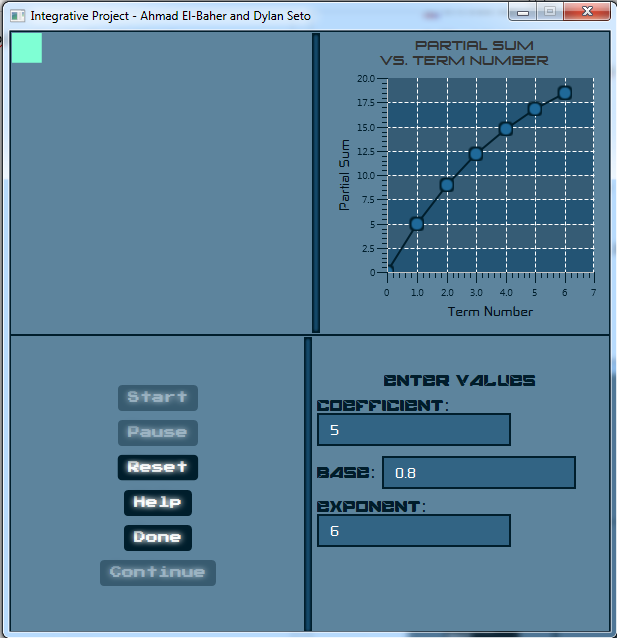 Integrative Project - Ahmad El-Baher and Dylan Seto
PARTIAL SUM
VS. TERM NUMBER
20.0
17.5
15.0
12.5
10.0
7.5
5
2.5
0
Partial Sum
0 1.0 2.0 3.0 4.0 5 6 7
Term Number
Start
Pause
Reset
Help
Done
Continue
ENTER VALUES
COEFFICIENT:
5
BASE: 0.8
EXPONENT:
6